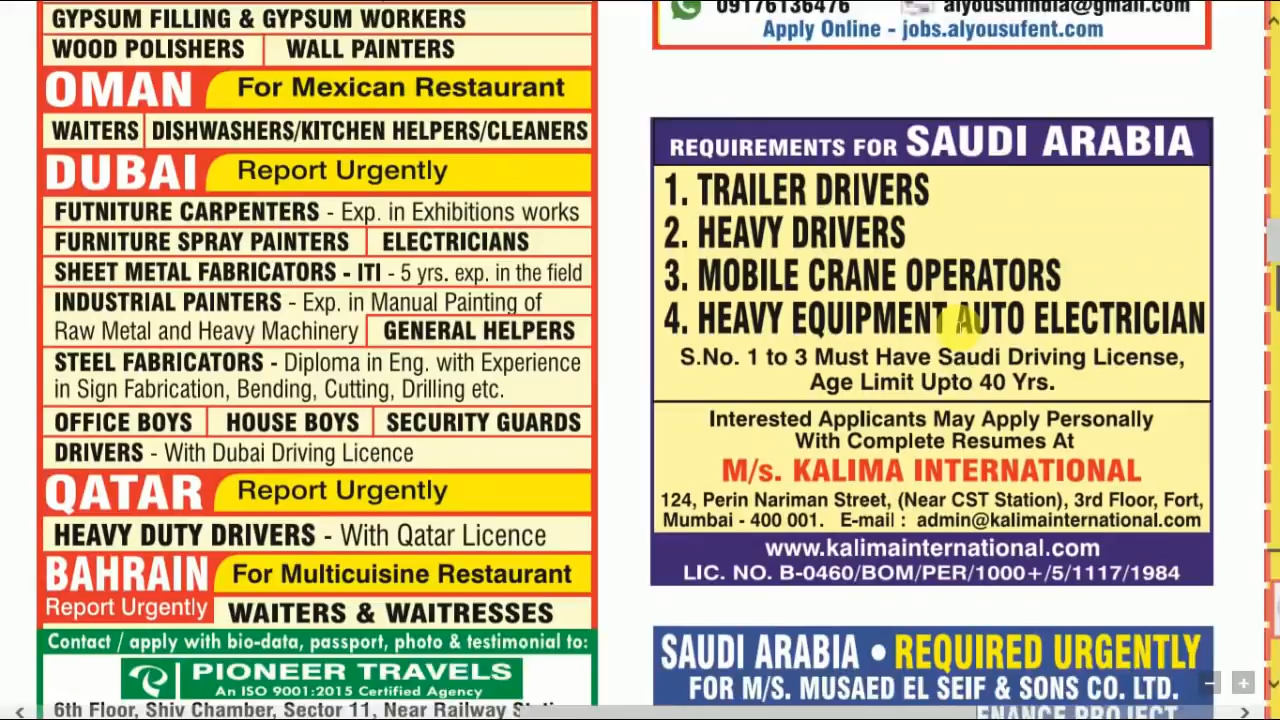 GYPSUM FILLING & GYPSUM WORKERS
WOOD POLISHERS WALL PAINTERS
OMAN For Mexican Restaurant
WAITERS DISHWASHERS/KITCHEN HELPERS/CLEANERS
DUBAI Report Urgently
FUTNITURE CARPENTERS - Exp. in Exhibitions works
FURNITURE SPRAY PAINTERS ELECTRICIANS
SHEET METAL FABRICATORS - ITI - 5 yrs. exp. in the field
INDUSTRIAL PAINTERS - Exp. in Manual Painting of
Raw Metal and Heavy Machinery GENERAL HELPERS
STEEL FABRICATORS - Diploma in Eng. with Experience
in Sign Fabrication, Bending, Cutting, Drilling etc.
OFFICE BOYS HOUSE BOYS SECURITY GUARDS
DRIVERS - With Dubai Driving Licence
QATAR Report Urgently
HEAVY DUTY DRIVERS - With Qatar Licence
BAHRAIN For Multicuisine Restaurant
Report Urgently WAITERS & WAITRESSES
Contact / apply with bio-data, passport, photo & testimonial to:
PIONEER TRAVELS
An ISO 9001:2015 Certified Agency
6th Floor, Shiv Chamber, Sector 11, Near Railway
09176136476 alyousufindia@gmail.com
Apply Online - jobs.alyousufent.com
REQUIREMENTS FOR SAUDI ARABIA
1. TRAILER DRIVERS
2. HEAVY DRIVERS
3. MOBILE CRANE OPERATORS
4. HEAVY EQUIPMENT AUTO ELECTRICIAN
S.No. 1 to 3 Must Have Saudi Driving License,
Age Limit Upto 40 Yrs.
Interested Applicants May Apply Personally
With Complete Resumes At
M/s. KALIMA INTERNATIONAL
124, Perin Nariman Street, (Near CST Station), 3rd Floor, Fort,
Mumbai - 400 001. E-mail : admin@kalimainternational.com
www.kalimainternational.com
LIC. NO. B-0460/BOM/PER/1000+/5/1117/1984
SAUDI ARABIA • REQUIRED URGENTLY
FOR M/S. MUSAED EL SEIF & SONS CO. LTD.
FINANCE PROJECT